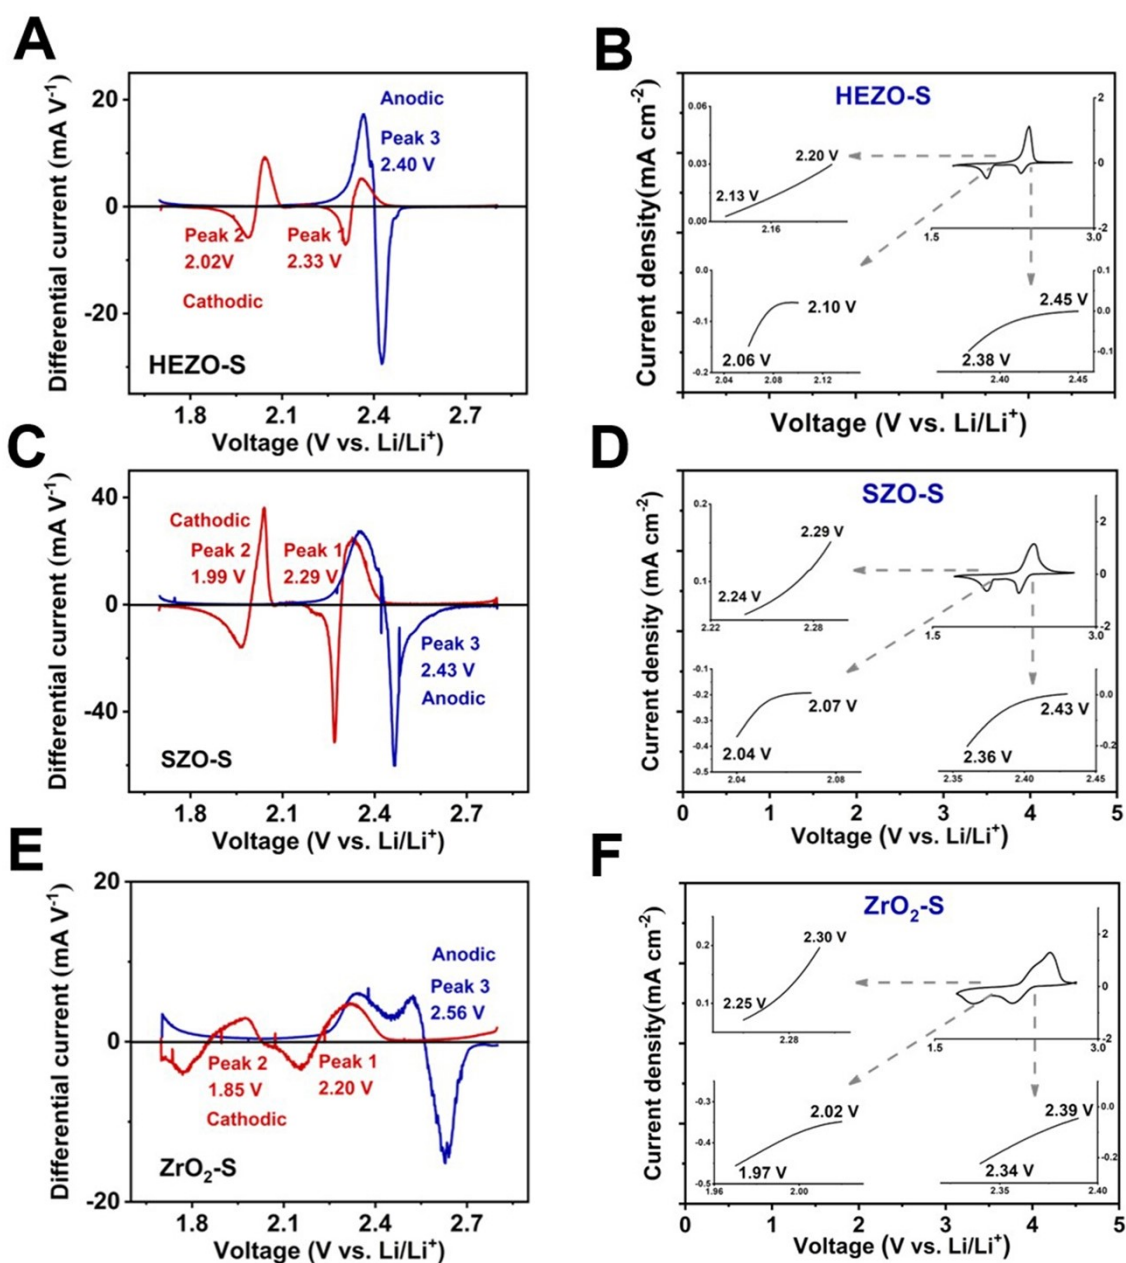 A
Differential current (mA V⁻¹)
20
0
-20
Anodic
Peak 3
2.40 V
Peak 2
2.02V
Peak 1
2.33 V
Cathodic
HEZO-S
1.8
2.1
2.4
2.7
Voltage (V vs. Li/Li⁺)
B
HEZO-S
Current density(mA cm⁻²)
0.06
0.03
0.00
2.20 V
2.13 V
2.16
2
0
-2
1.5
3.0
0.0
-0.1
-0.2
2.10 V
2.06 V
2.04
2.08
2.12
0.1
0.0
-0.1
2.45 V
2.38 V
2.40
2.45
Voltage (V vs. Li/Li⁺)
C
Differential current (mA V⁻¹)
40
0
-40
Cathodic
Peak 2
1.99 V
Peak 1
2.29 V
Peak 3
2.43 V
Anodic
SZO-S
1.8
2.1
2.4
2.7
Voltage (V vs. Li/Li⁺)
D
SZO-S
Current density (mA cm⁻²)
0.2
0.1
2.29 V
2.24 V
2.22
2.28
2
0
-2
1.5
3.0
-0.1
-0.2
-0.3
-0.4
-0.5
2.07 V
2.04 V
2.04
2.08
0.0
-0.2
2.43 V
2.36 V
2.35
2.40
2.45
0
1
2
3
4
5
Voltage (V vs. Li/Li⁺)
E
Differential current (mA V⁻¹)
20
0
-20
Anodic
Peak 3
2.56 V
Peak 2
1.85 V
Peak 1
2.20 V
Cathodic
ZrO₂-S
1.8
2.1
2.4
2.7
Voltage (V vs. Li/Li⁺)
F
ZrO₂-S
Current density(mA cm⁻²)
0.2
0.1
2.30 V
2.25 V
2.28
2
0
-2
1.5
3.0
-0.3
-0.4
-0.5
2.02 V
1.97 V
1.96
2.00
0.0
-0.2
2.39 V
2.34 V
2.35
2.40
0
1
2
3
4
5
Voltage (V vs. Li/Li⁺)